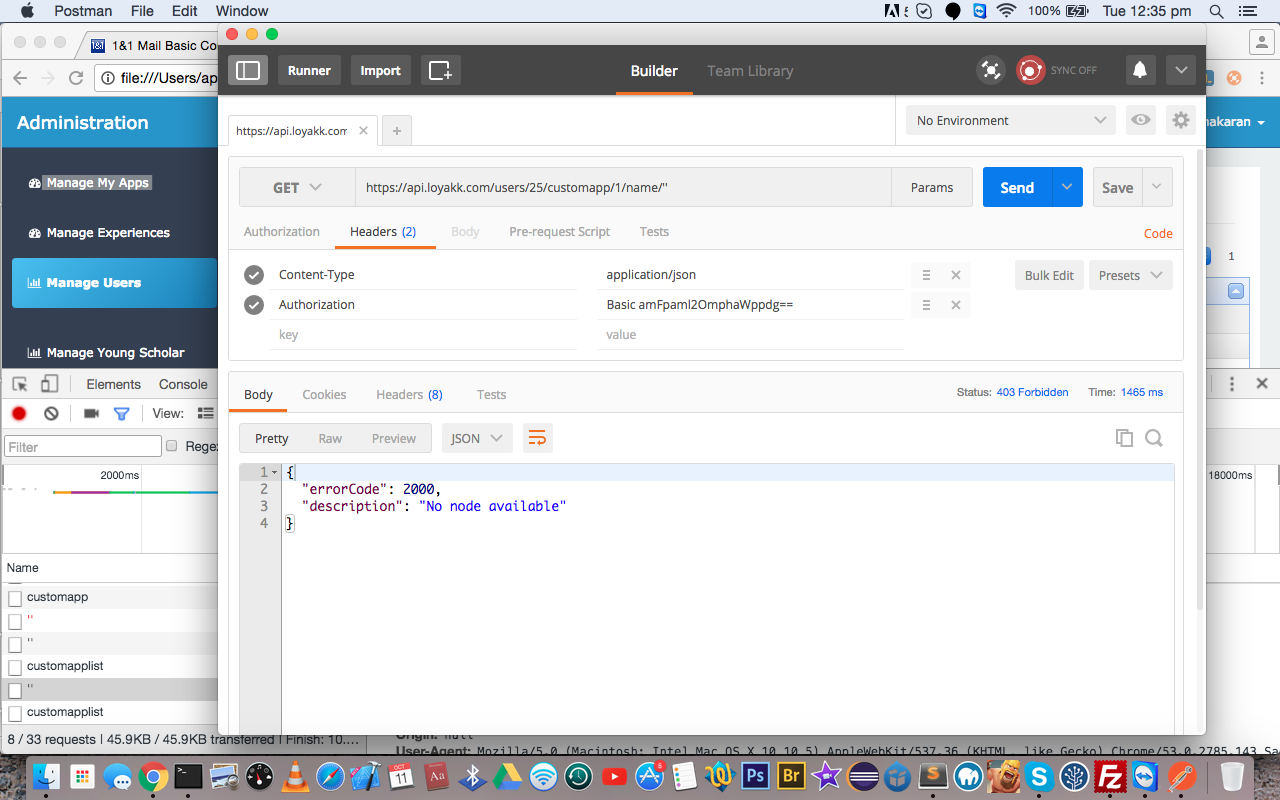 Postman File Edit Window 100% Tue 12:35 pm
1&1 Mail Basic Co
file:///Users/ap
Runner Import Builder Team Library SYNC OFF
Administration
nakaran
https://api.loyakk.com
No Environment
Manage My Apps
Manage Experiences
Manage Users
Manage Young Scholar
GET https://api.loyakk.com/users/25/customapp/1/name/'' Params Send Save
Authorization Headers (2) Body Pre-request Script Tests Code
1
Content-Type application/json Bulk Edit Presets
Authorization Basic amFpaml2OmphaWppdg==
key value
Elements Console
View:
Filter Rege
2000ms
18000ms
Body Cookies Headers (8) Tests Status: 403 Forbidden Time: 1465 ms
Pretty Raw Preview JSON
1 {
2 "errorCode": 2000,
3 "description": "No node available"
4 }
Name
customapp
''
''
customapplist
''
customapplist
8 / 33 requests | 45.9KB / 45.9KB transferred | Finish: 10....
Origin: null
User-Agent: Mozilla/5.0 (Macintosh; Intel Mac OS X 10_10_5) AppleWebKit/537.36 (KHTML, like Gecko) Chrome/53.0.2785.143 Sa
OCT
11
Aa
6
Ps
Br
S
S
Fz